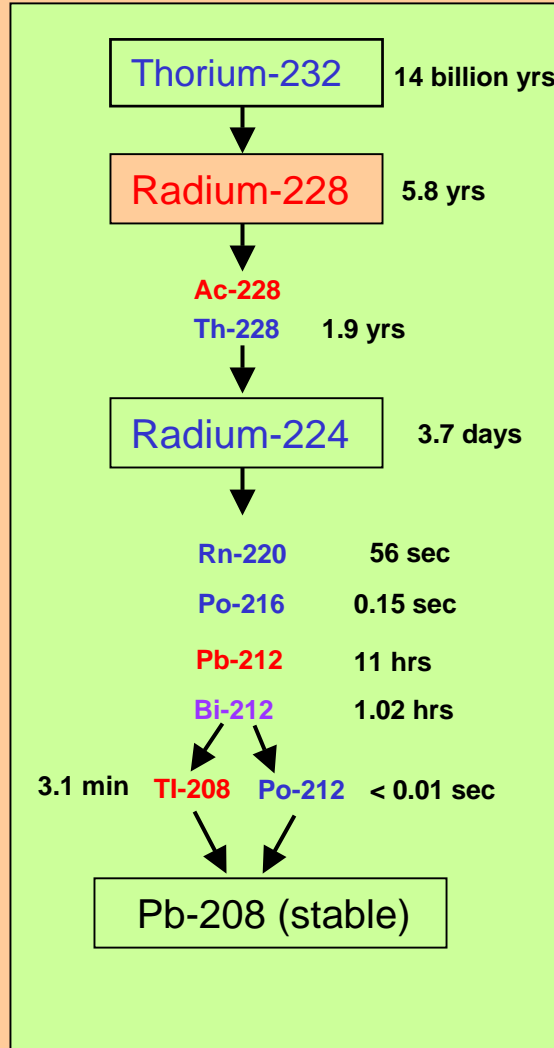 Thorium-232 14 billion yrs
Radium-228 5.8 yrs
Ac-228
Th-228 1.9 yrs
Radium-224 3.7 days
Rn-220 56 sec
Po-216 0.15 sec
Pb-212 11 hrs
Bi-212 1.02 hrs
3.1 min Tl-208 Po-212 < 0.01 sec
Pb-208 (stable)